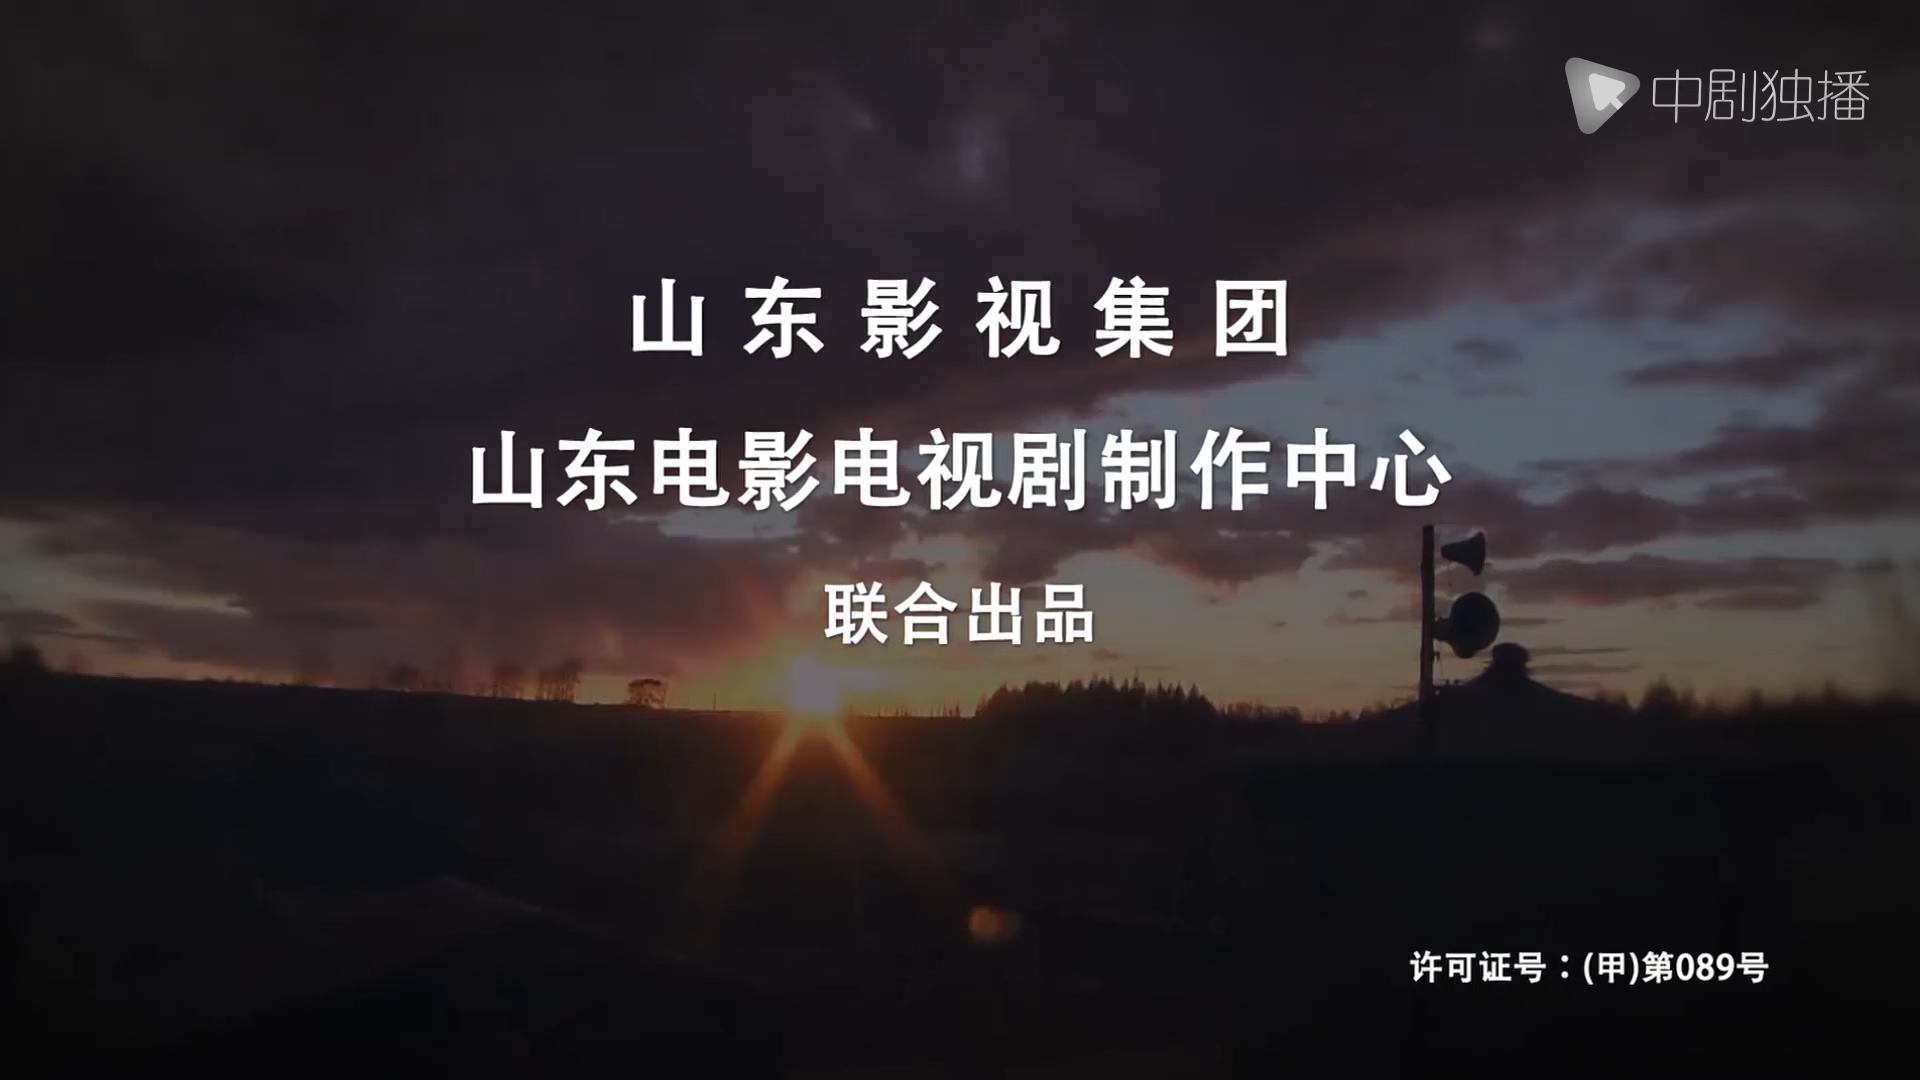 中剧独播
山东影视集团
山东电影电视剧制作中心
联合出品
许可证号：(甲)第089号